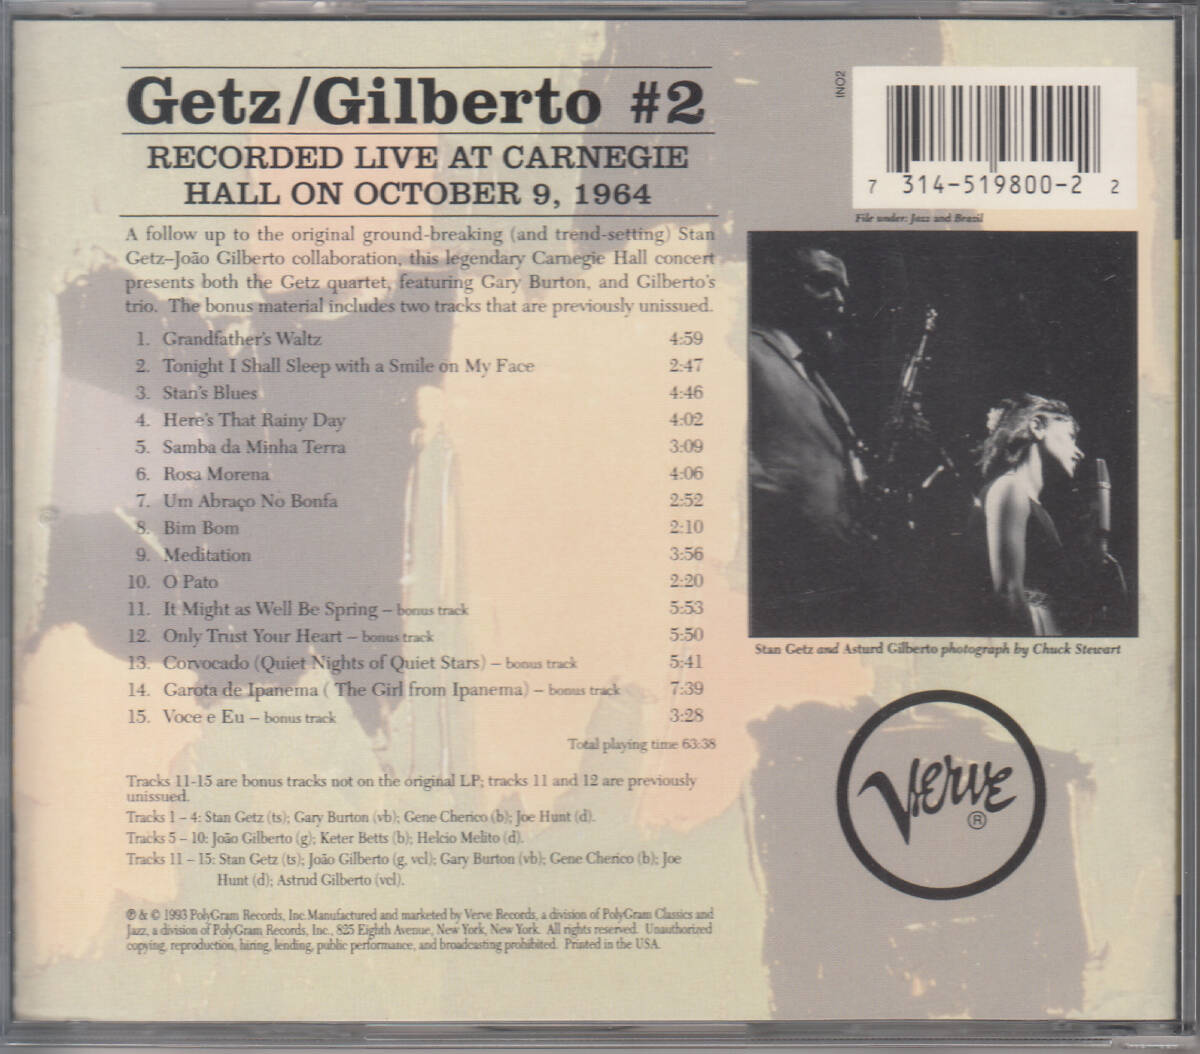 Getz/Gilberto #2
RECORDED LIVE AT CARNEGIE
HALL ON OCTOBER 9, 1964
A follow up to the original ground-breaking (and trend-setting) Stan
Getz–João Gilberto collaboration, this legendary Carnegie Hall concert
presents both the Getz quartet, featuring Gary Burton, and Gilberto's
trio. The bonus material includes two tracks that are previously unissued.
1. Grandfather's Waltz 4:59
2. Tonight I Shall Sleep with a Smile on My Face 2:47
3. Stan's Blues 4:46
4. Here's That Rainy Day 4:02
5. Samba da Minha Terra 3:09
6. Rosa Morena 4:06
7. Um Abraço No Bonfa 2:52
8. Bim Bom 2:10
9. Meditation 3:56
10. O Pato 2:20
11. It Might as Well Be Spring – bonus track 5:53
12. Only Trust Your Heart – bonus track 5:50
13. Corvocado (Quiet Nights of Quiet Stars) – bonus track 5:41
14. Garota de Ipanema ( The Girl from Ipanema) – bonus track 7:39
15. Voce e Eu – bonus track 3:28
Total playing time 63:38
Tracks 11-15 are bonus tracks not on the original LP; tracks 11 and 12 are previously
unissued.
Tracks 1 – 4: Stan Getz (ts); Gary Burton (vb); Gene Cherico (b); Joe Hunt (d).
Tracks 5 – 10: João Gilberto (g); Keter Betts (b); Helcio Melito (d).
Tracks 11 – 15: Stan Getz (ts); João Gilberto (g, vcl); Gary Burton (vb); Gene Cherico (b); Joe
Hunt (d); Astrud Gilberto (vcl).
℗ & © 1993 PolyGram Records, Inc.Manufactured and marketed by Verve Records, a division of PolyGram Classics and
Jazz, a division of PolyGram Records, Inc., 825 Eighth Avenue, New York, New York. All rights reserved. Unauthorized
copying, reproduction, hiring, lending, public performance, and broadcasting prohibited. Printed in the USA.
INO2
7 314-519800-2 2
File under: Jazz and Brazil
Stan Getz and Asturd Gilberto photograph by Chuck Stewart
VERVE
®